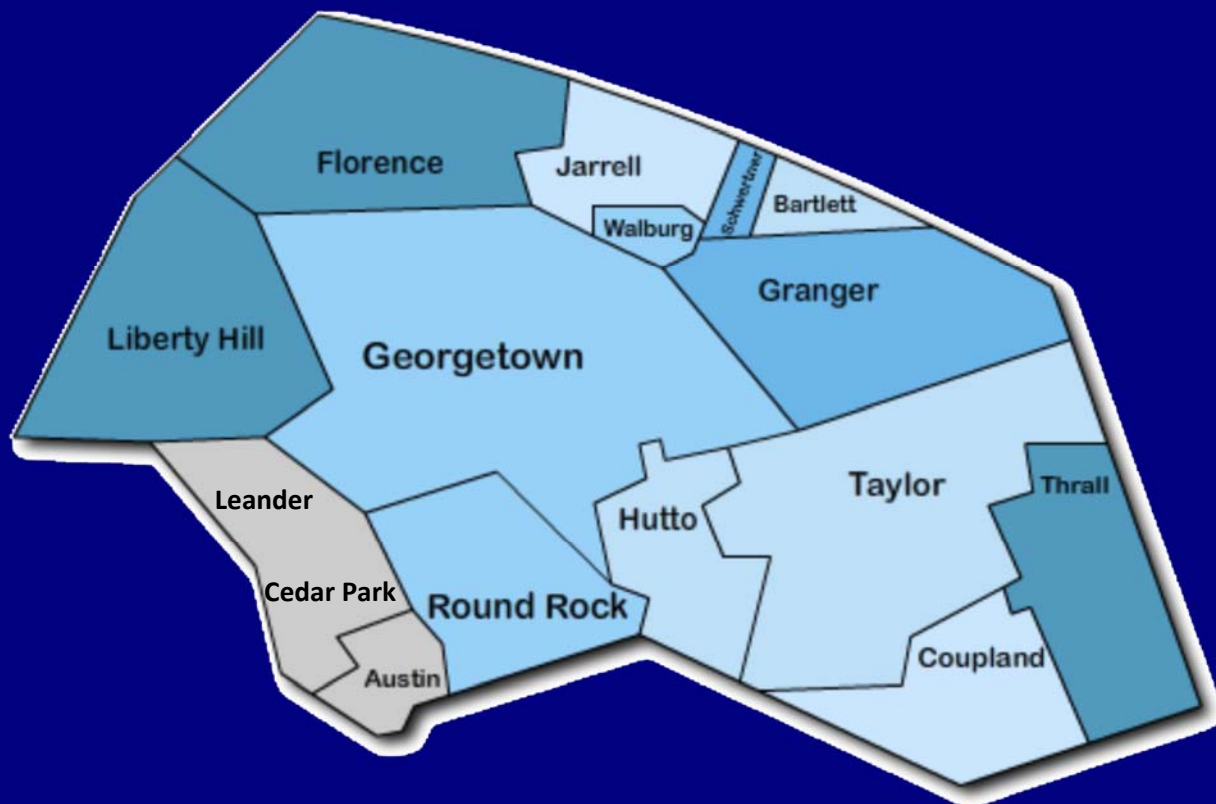 Florence
Jarrell
Schwertner
Bartlett
Walburg
Granger
Liberty Hill
Georgetown
Leander
Hutto
Taylor
Thrall
Cedar Park
Round Rock
Austin
Coupland